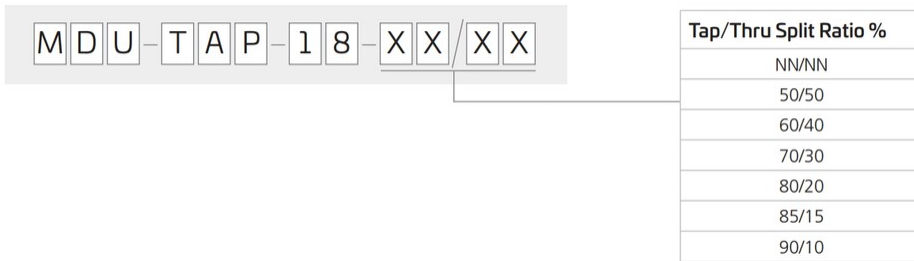 MDU-TAP-18-XX/XX
Tap/Thru Split Ratio %
NN/NN
50/50
60/40
70/30
80/20
85/15
90/10